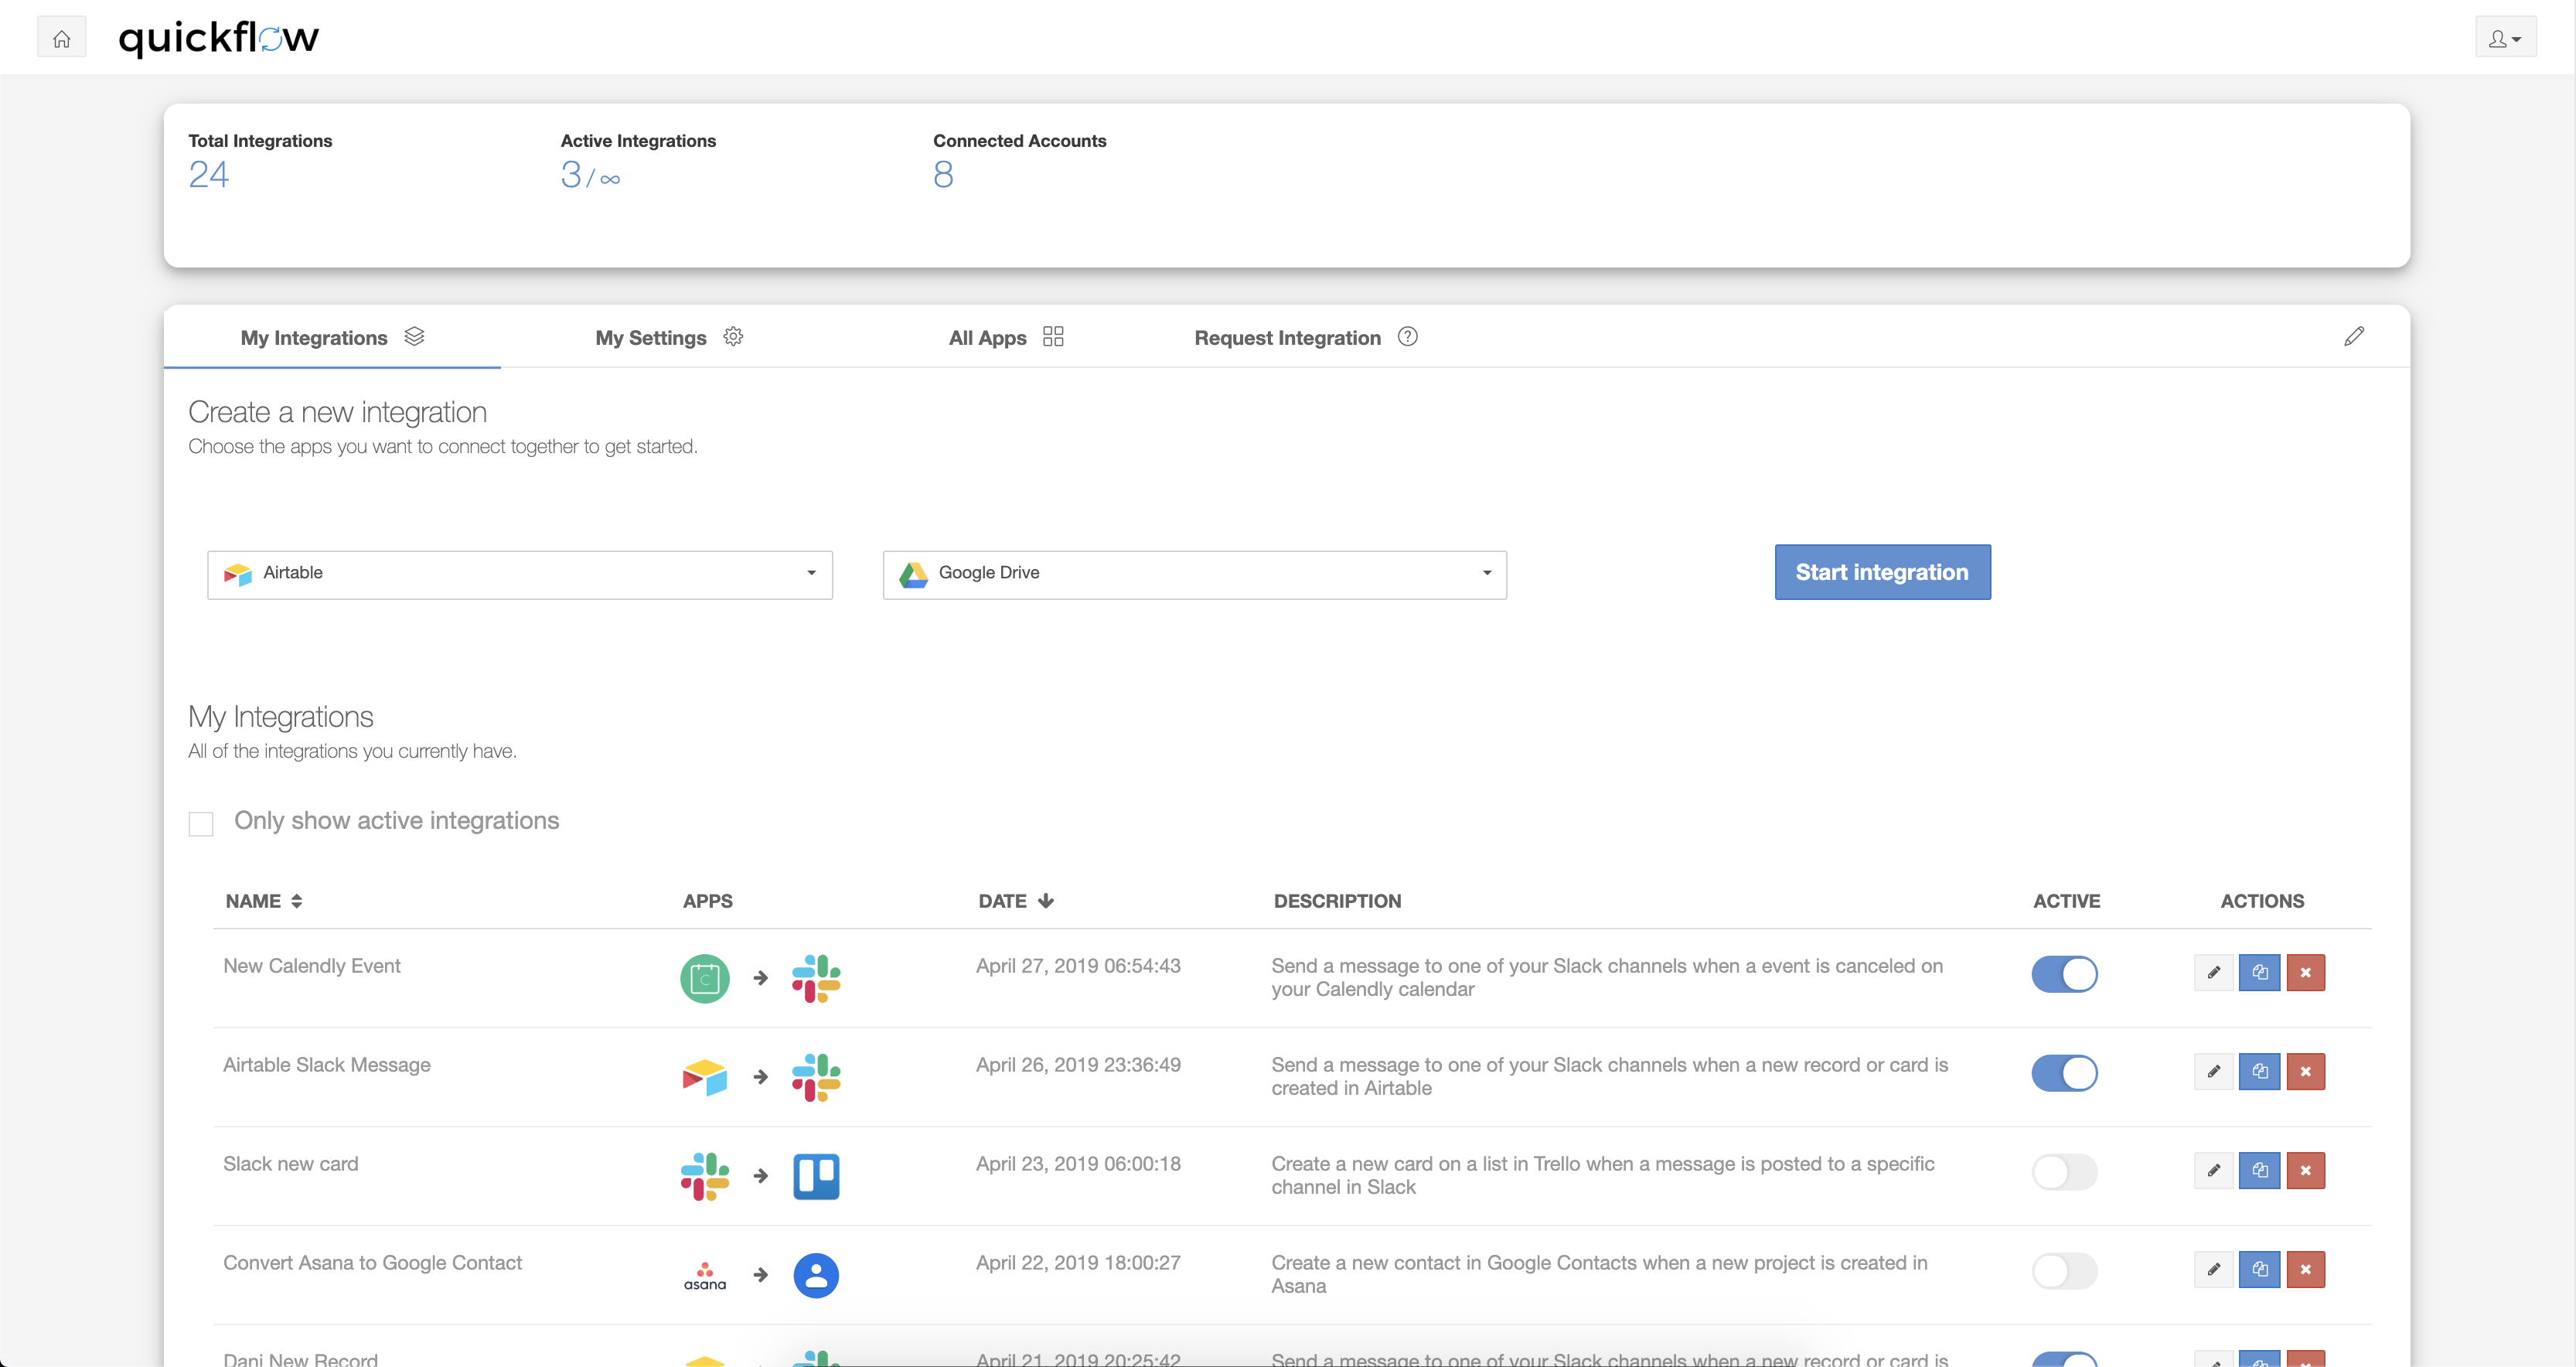 quickflow
Total Integrations
Active Integrations
Connected Accounts
24
3 / ∞
8
My Integrations
My Settings
All Apps
Request Integration
Create a new integration
Choose the apps you want to connect together to get started.
Airtable
Google Drive
Start integration
My Integrations
All of the integrations you currently have.
Only show active integrations
NAME APPS DATE DESCRIPTION ACTIVE ACTIONS
New Calendly Event April 27, 2019 06:54:43 Send a message to one of your Slack channels when a event is canceled on
your Calendly calendar
Airtable Slack Message April 26, 2019 23:36:49 Send a message to one of your Slack channels when a new record or card is
created in Airtable
Slack new card April 23, 2019 06:00:18 Create a new card on a list in Trello when a message is posted to a specific
channel in Slack
Convert Asana to Google Contact asana April 22, 2019 18:00:27 Create a new contact in Google Contacts when a new project is created in
Asana
Dani New Record April 21, 2019 20:25:42 Send a message to one of your Slack channels when a new record or card is